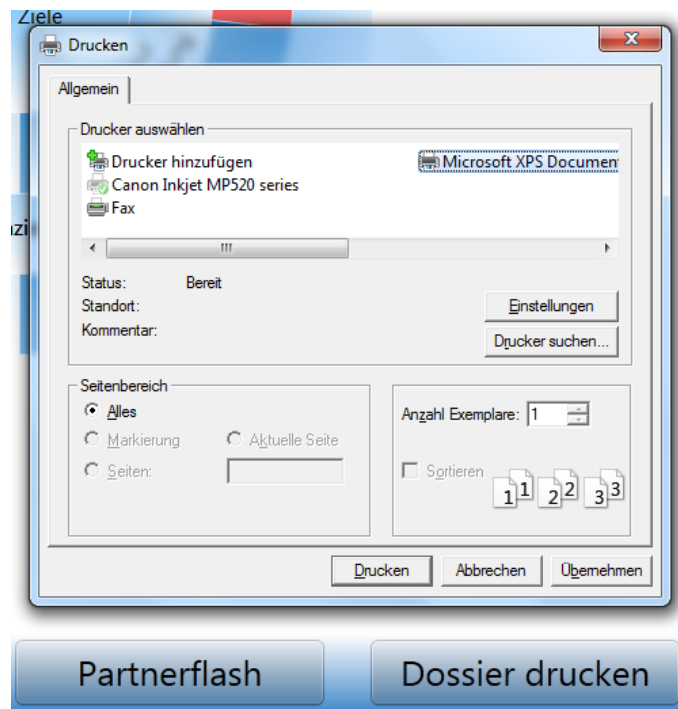 Ziele
Drucken
Allgemein
Drucker auswählen
Drucker hinzufügen
Microsoft XPS Documen
Canon Inkjet MP520 series
Fax
zi
Status: Bereit
Standort:
Einstellungen
Kommentar:
Drucker suchen...
Seitenbereich
Alles
Anzahl Exemplare: 1
Markierung Aktuelle Seite
Seiten:
Sortieren
1 1 2 2 3 3
Drucken Abbrechen Übernehmen
Partnerflash Dossier drucken